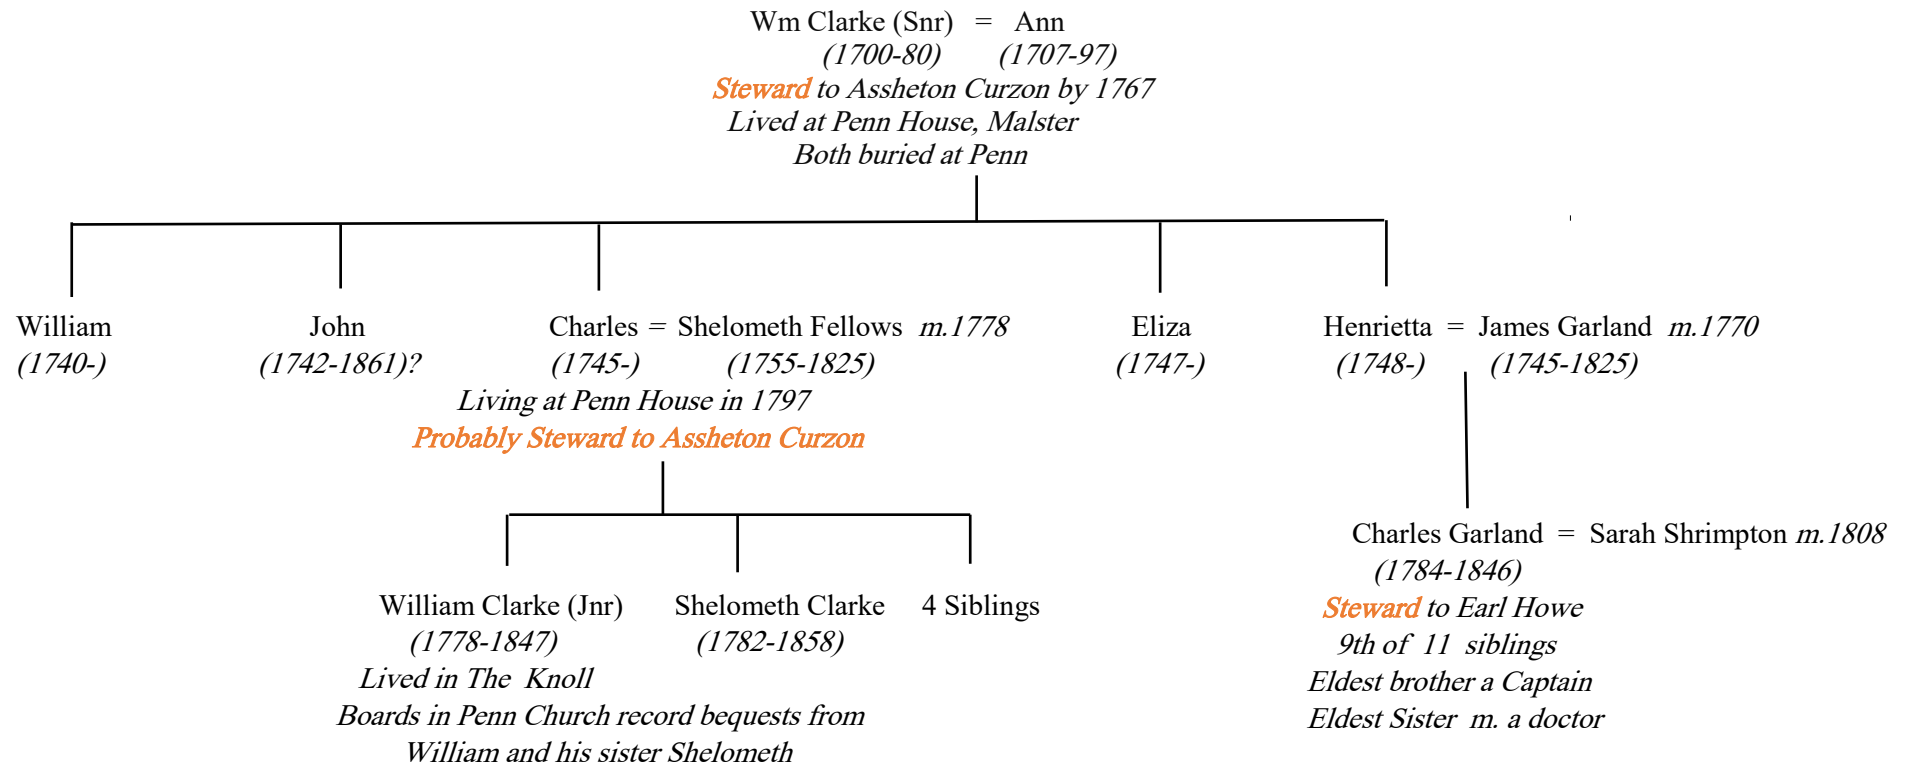 Wm Clarke (Snr) = Ann
(1700-80) (1707-97)
Steward to Assheton Curzon by 1767
Lived at Penn House, Malster
Both buried at Penn
William John Charles = Shelometh Fellows m.1778 Eliza Henrietta = James Garland m.1770
(1740-) (1742-1861)? (1745-) (1755-1825) (1747-) (1748-) (1745-1825)
Living at Penn House in 1797
Probably Steward to Assheton Curzon
William Clarke (Jnr) Shelometh Clarke 4 Siblings
(1778-1847) (1782-1858)
Lived in The Knoll
Boards in Penn Church record bequests from
William and his sister Shelometh
Charles Garland = Sarah Shrimpton m.1808
(1784-1846)
Steward to Earl Howe
9th of 11 siblings
Eldest brother a Captain
Eldest Sister m. a doctor